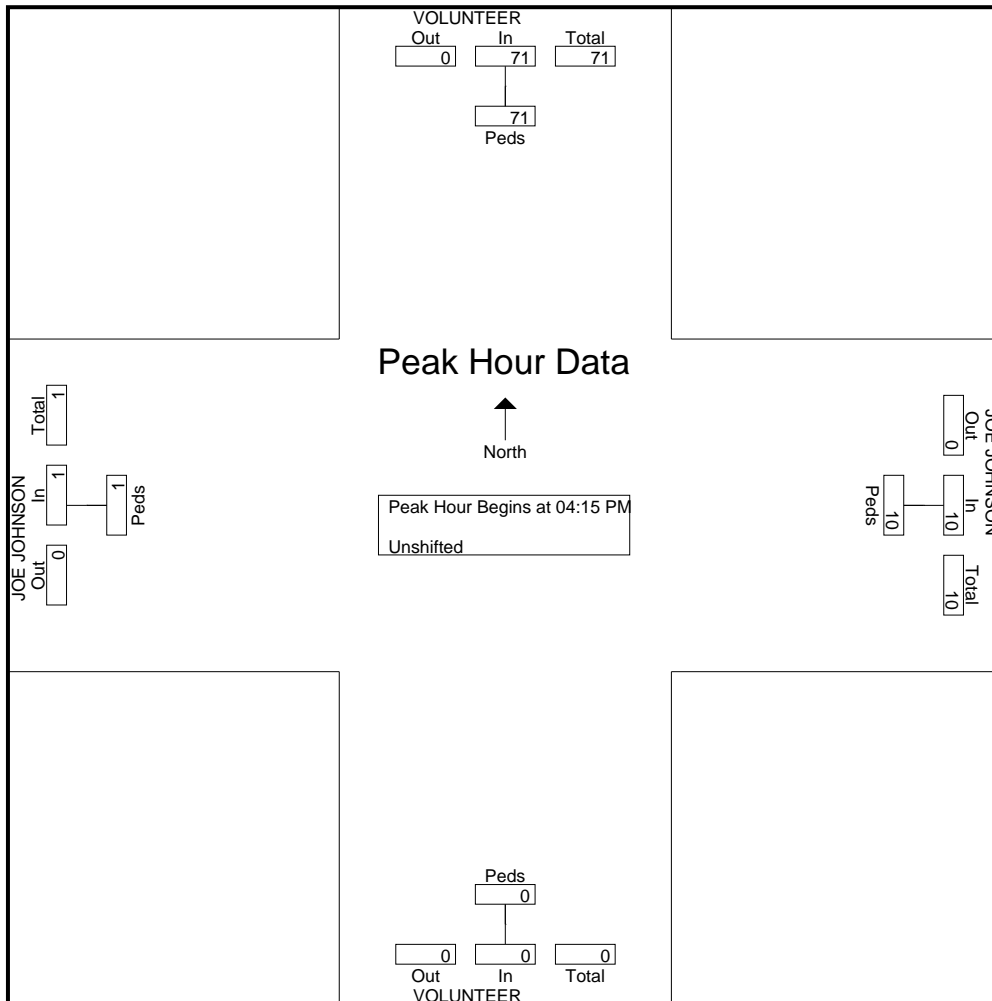 VOLUNTEER
Out In Total
0 71 71
71
Peds
Peak Hour Data
North
Peak Hour Begins at 04:15 PM
Unshifted
JOE JOHNSON
Out In Total
0 1 1
1
Peds
JOE JOHNSON
Out In Total
0 10 10
10
Peds
Peds
0
0 0 0
Out In Total
VOLUNTEER